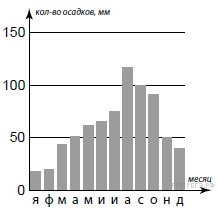 кол-во осадков, мм
150
100
50
0
месяц
я ф м а м и и а с о н д